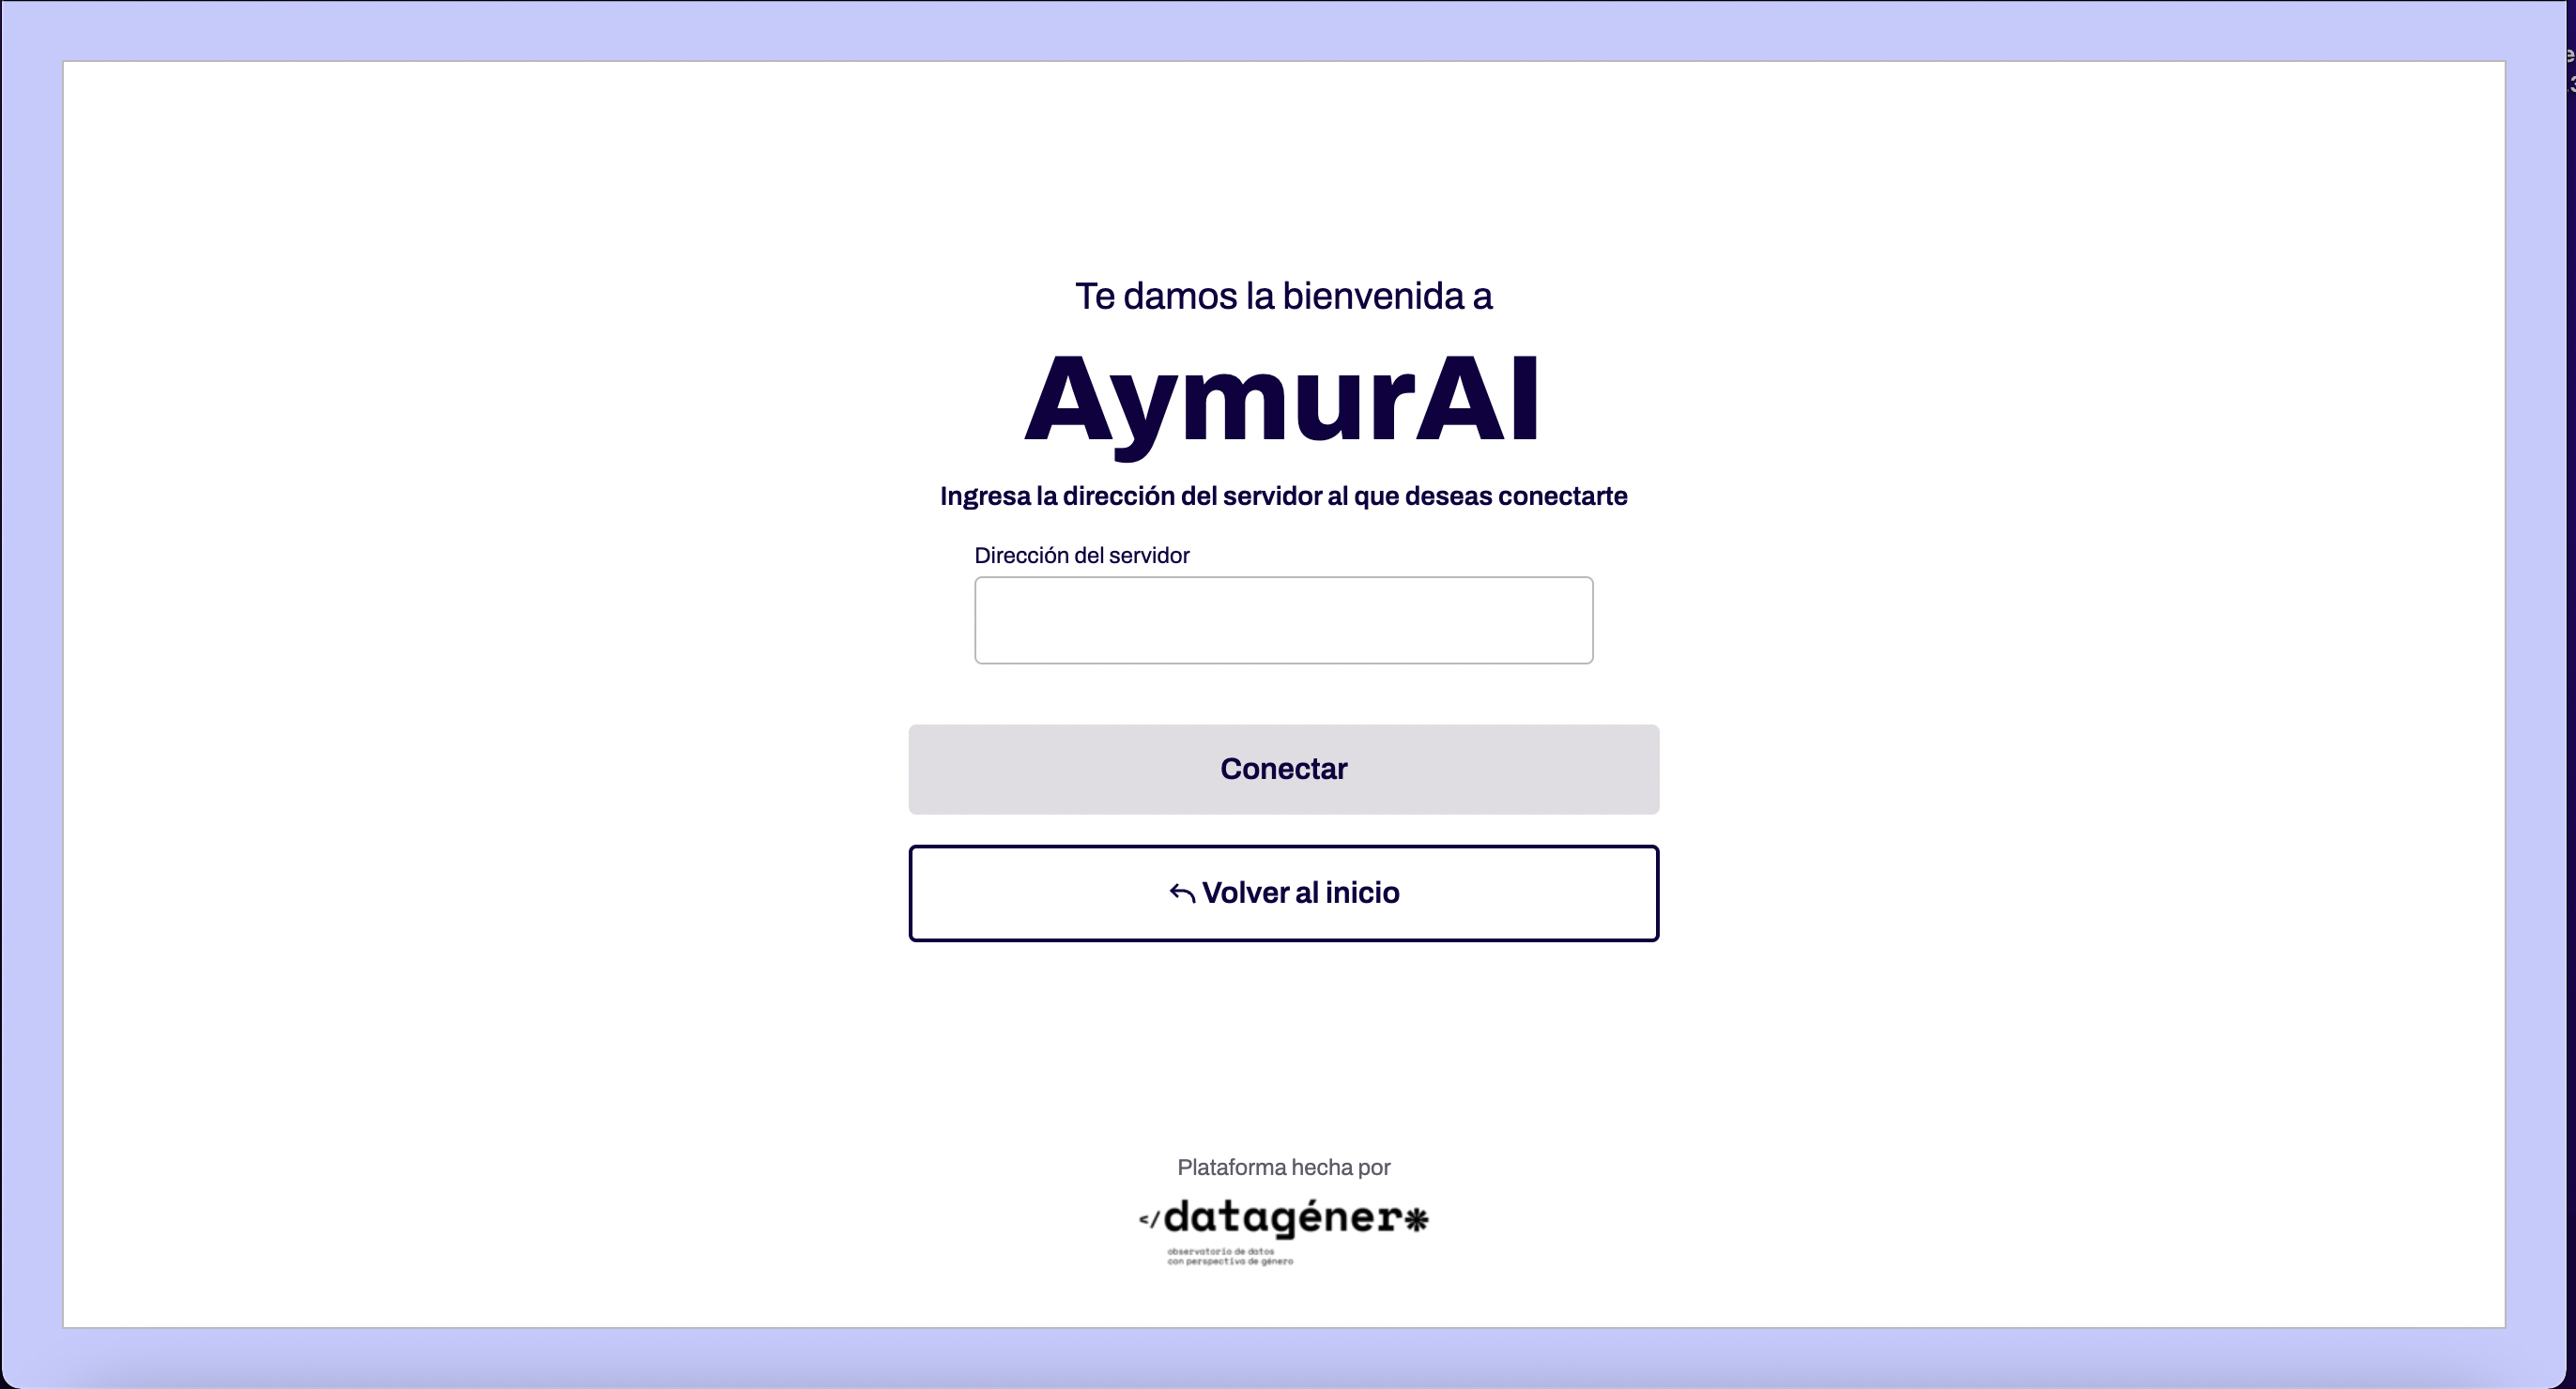 Te damos la bienvenida a
AymurAI
Ingresa la dirección del servidor al que deseas conectarte
Dirección del servidor
Conectar
Volver al inicio
Plataforma hecha por
</datagéner*
observatorio de datos
con perspectiva de género